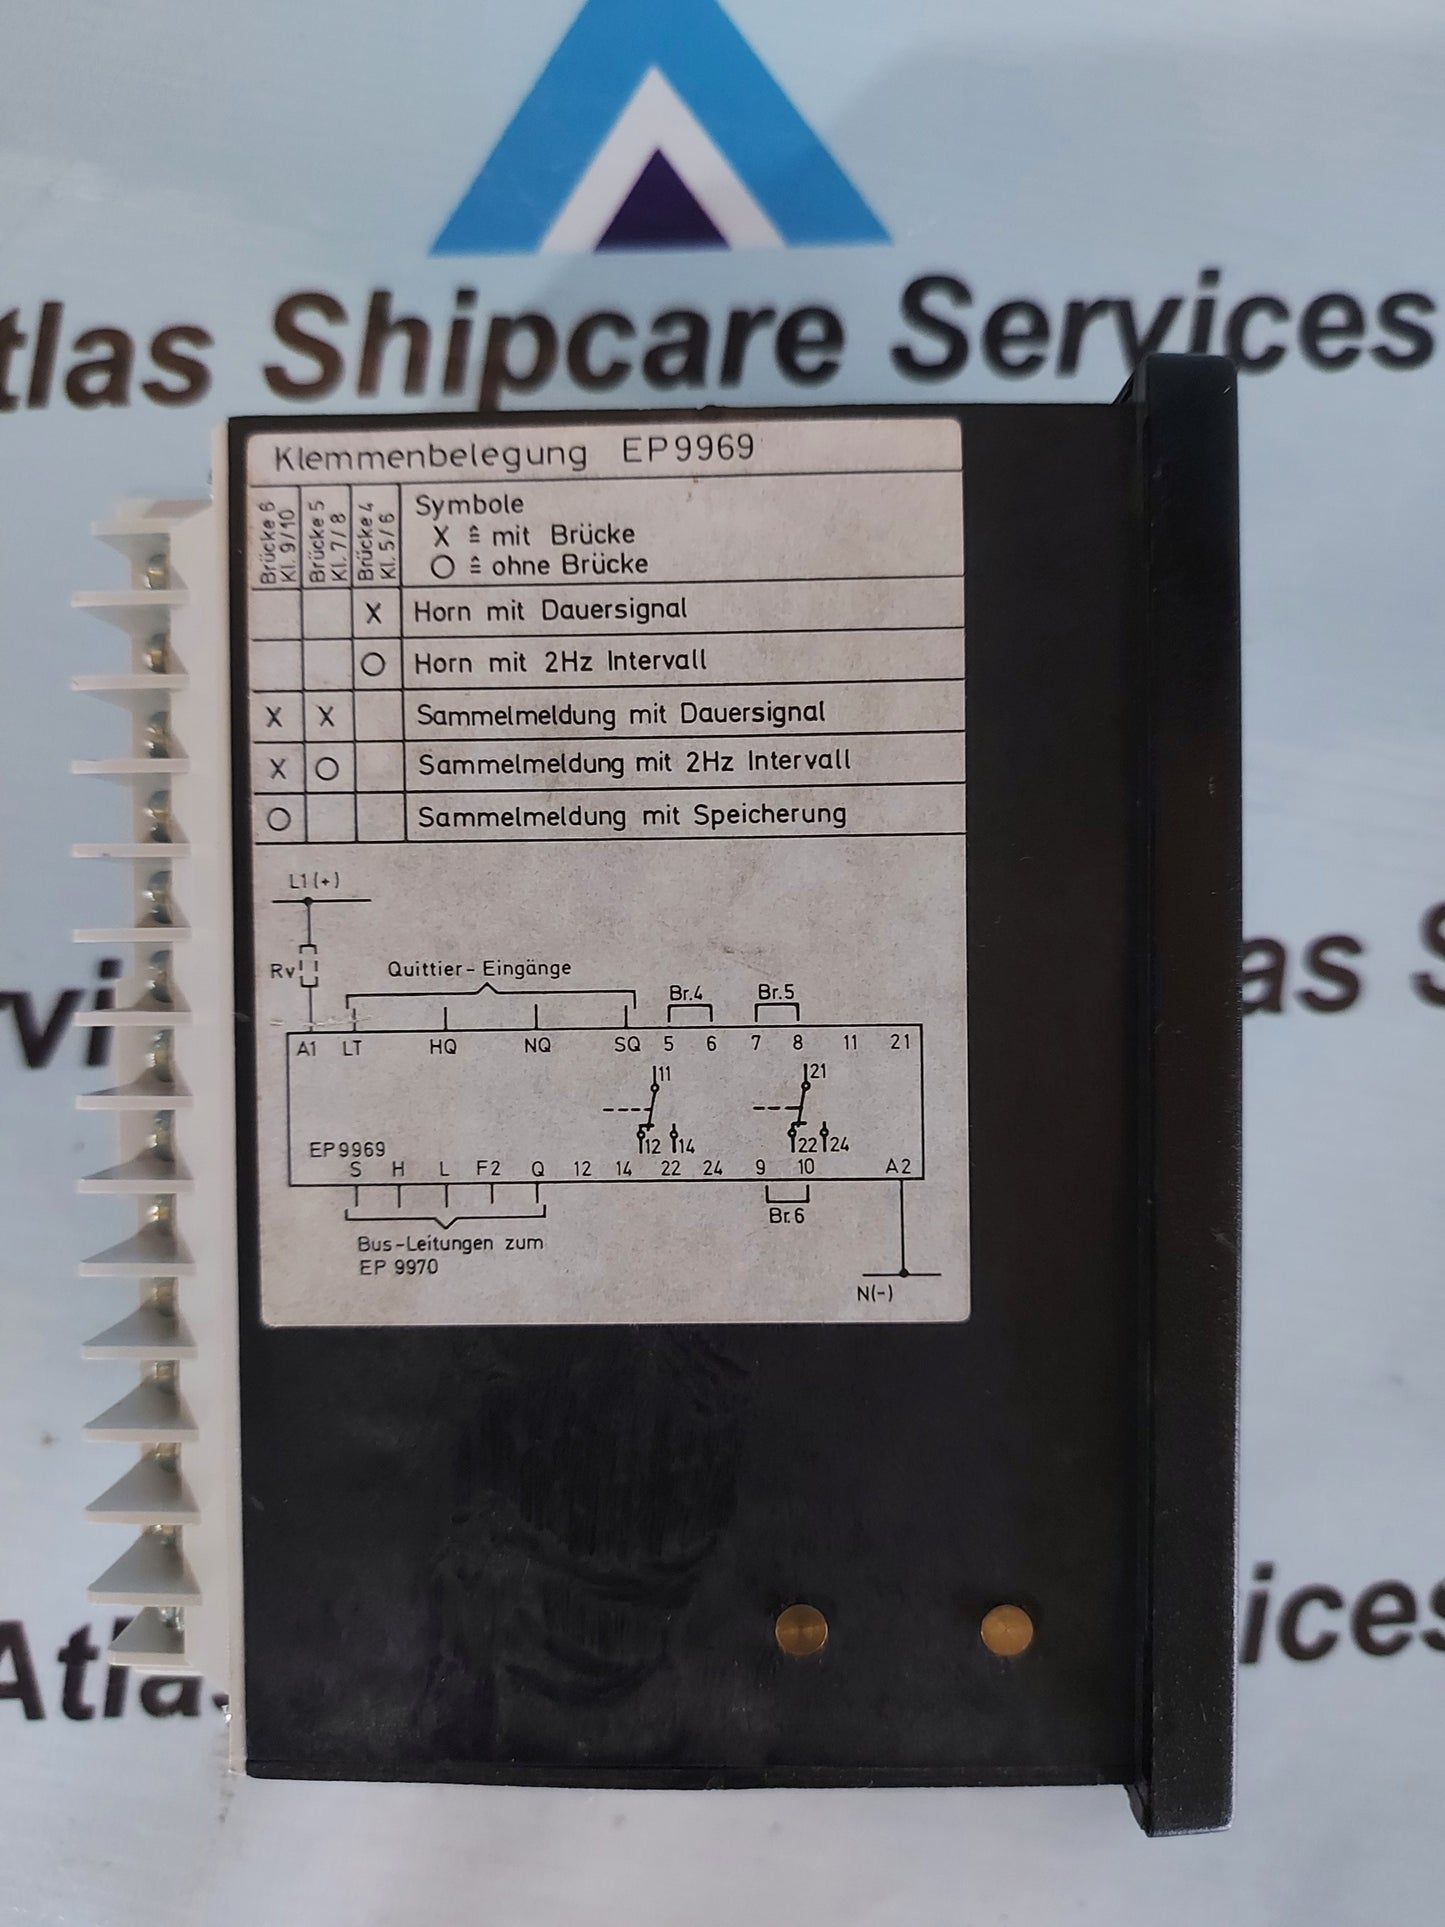 tlas Shipcare Services
Klemmenbelegung EP9969
Brücke 6 Kl. 9/10
Brücke 5 Kl. 7/8
Brücke 4 Kl. 5/6
Symbole
X ≙ mit Brücke
O ≙ ohne Brücke
X Horn mit Dauersignal
O Horn mit 2Hz Intervall
X X Sammelmeldung mit Dauersignal
X O Sammelmeldung mit 2Hz Intervall
O Sammelmeldung mit Speicherung
L1(+)
Rv
Quittier-Eingänge
Br.4 Br.5
A1 LT HQ NQ SQ 5 6 7 8 11 21
11 21
12 14 22 24
EP9969
S H L F2 Q 12 14 22 24 9 10 A2
Br.6
Bus-Leitungen zum
EP 9970
N(-)
rvi
as S
Atla
ices